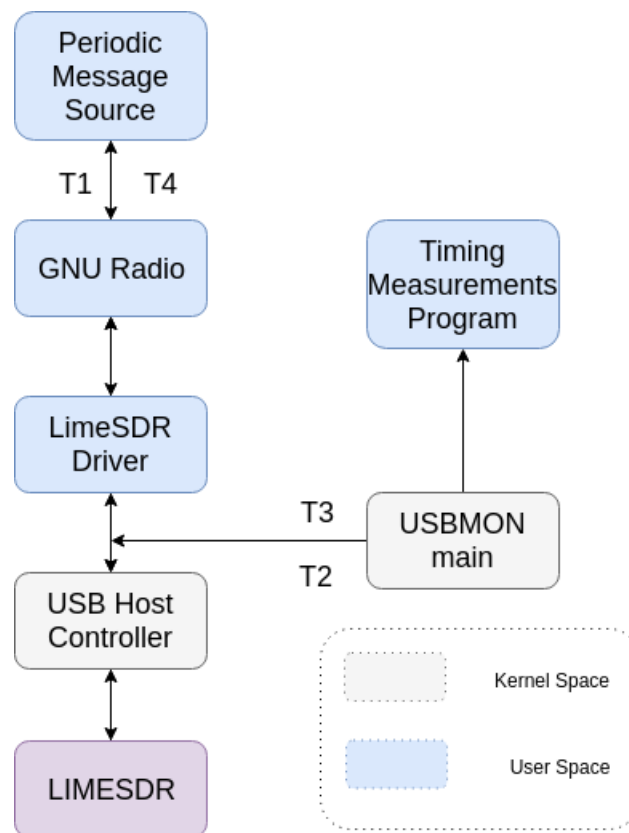 Periodic
Message
Source
T1 T4
GNU Radio
Timing
Measurements
Program
LimeSDR
Driver
T3
USBMON
main
T2
USB Host
Controller
Kernel Space
LIMESDR
User Space